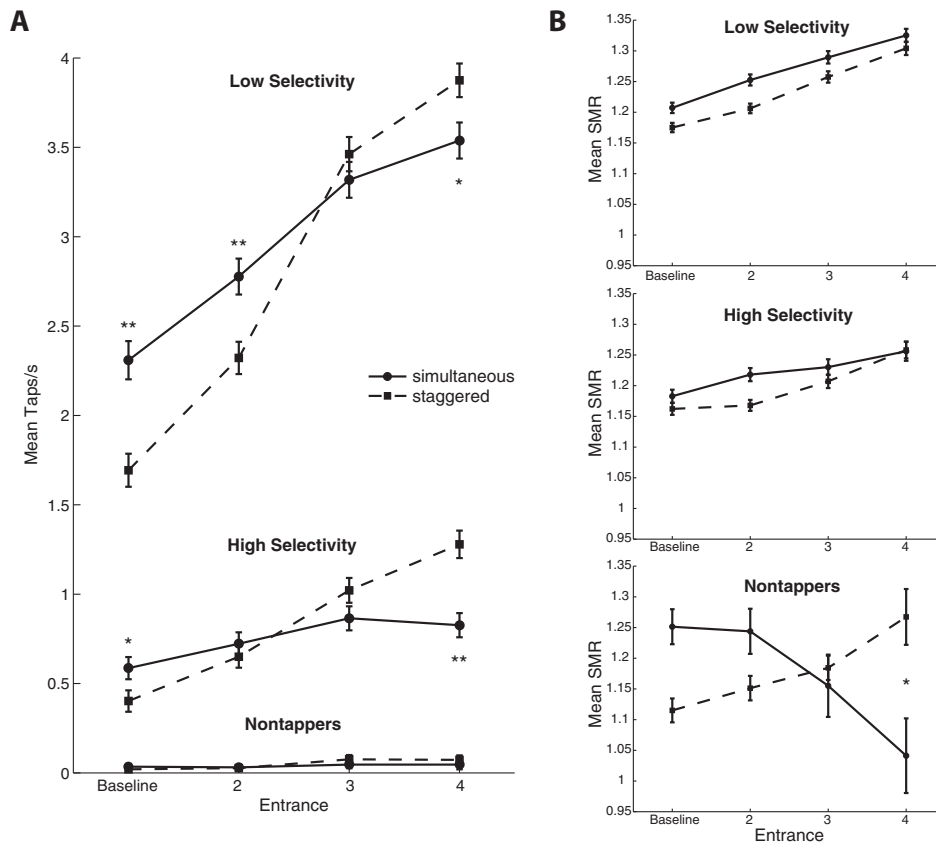 A
Low Selectivity
4
3.5
3
2.5
2
1.5
1
0.5
0
Mean Taps/s
**
**
*
simultaneous
staggered
High Selectivity
*
**
Nontappers
Baseline 2 3 4
Entrance
B
Low Selectivity
1.35
1.3
1.25
1.2
1.15
1.1
1.05
1
0.95
Mean SMR
Baseline 2 3 4
High Selectivity
1.35
1.3
1.25
1.2
1.15
1.1
1.05
1
0.95
Mean SMR
Baseline 2 3 4
Nontappers
1.35
1.3
1.25
1.2
1.15
1.1
1.05
1
0.95
Mean SMR
*
Baseline 2 3 4
Entrance